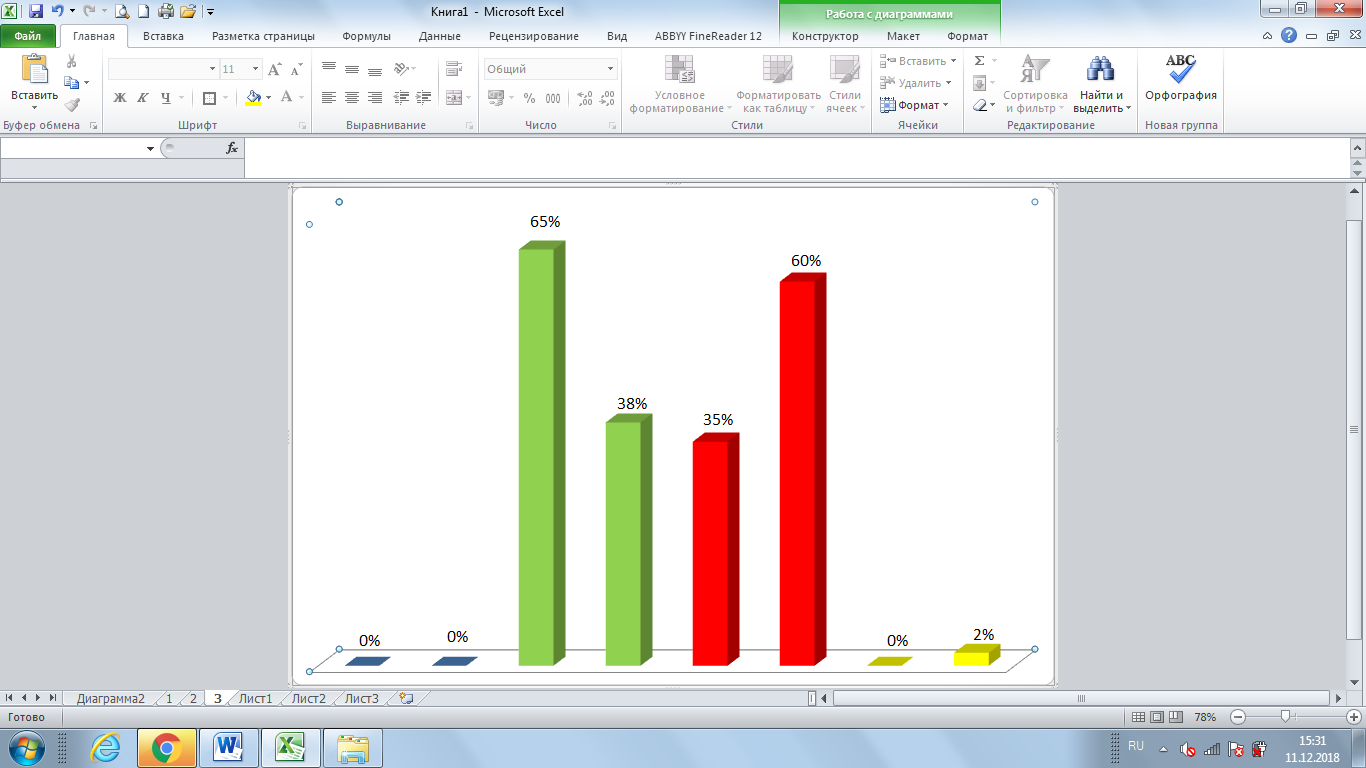 Книга1 - Microsoft Excel
Работа с диаграммами
Файл Главная Вставка Разметка страницы Формулы Данные Рецензирование Вид ABBYY FineReader 12 Конструктор Макет Формат
Вставить
Буфер обмена
11
Ж К Ч
Шрифт
Выравнивание
Общий
% 000
Число
Условное форматирование
Форматировать как таблицу
Стили ячеек
Стили
Вставить
Удалить
Формат
Ячейки
Σ
Сортировка и фильтр
Найти и выделить
Редактирование
ABC
Орфография
Новая группа
fx
65%
60%
38%
35%
0%
0%
0%
2%
Диаграмма2 1 2 3 Лист1 Лист2 Лист3
Готово
78%
RU
15:31
11.12.2018